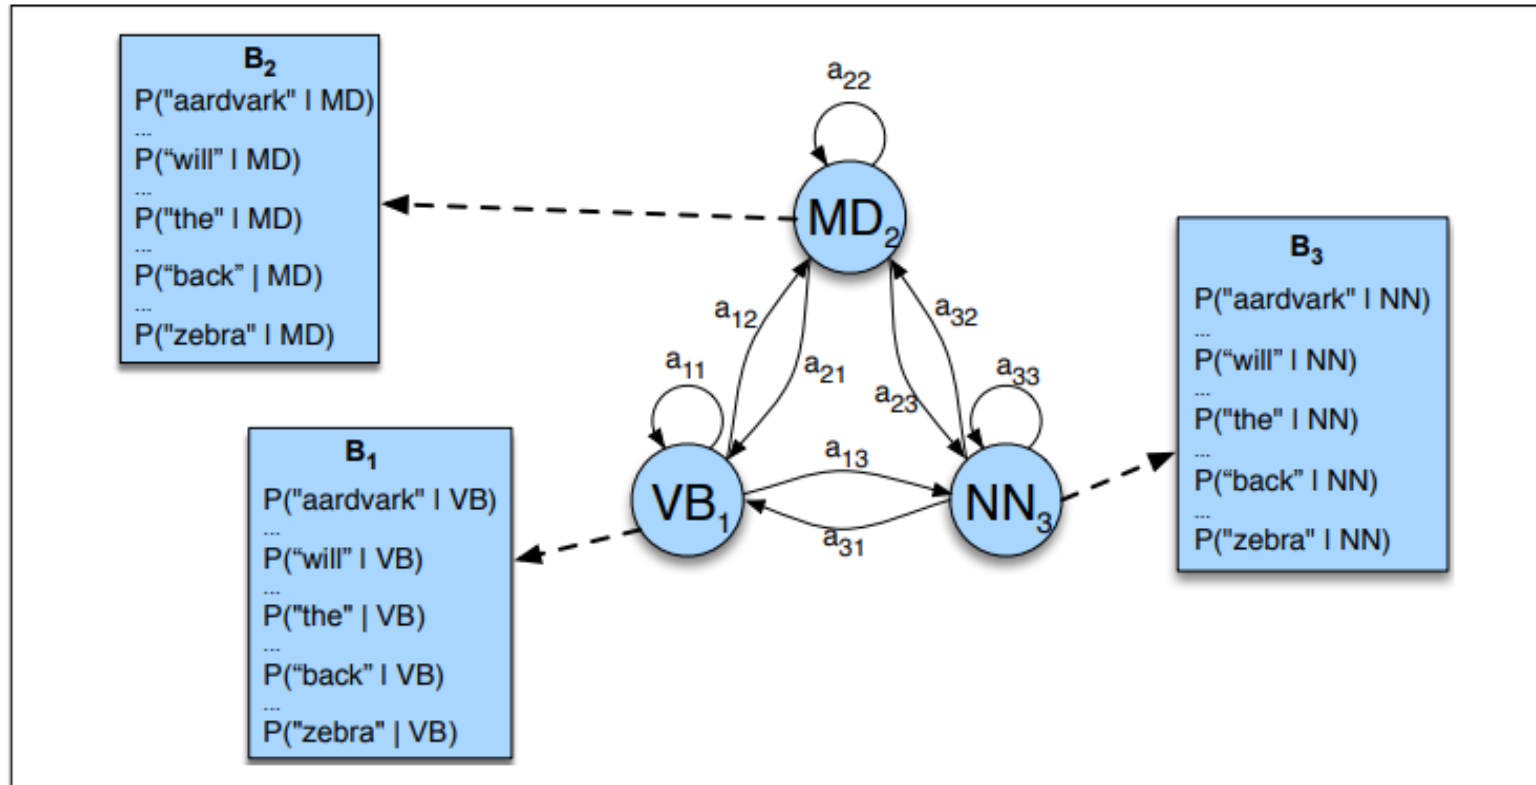 B2
P("aardvark" | MD)
...
P(“will” | MD)
...
P("the" | MD)
...
P(“back” | MD)
...
P("zebra" | MD)
B1
P("aardvark" | VB)
...
P(“will” | VB)
...
P("the" | VB)
...
P(“back” | VB)
...
P("zebra" | VB)
a22
MD2
a12
a21
a32
a23
a11
a33
VB1
a13
a31
NN3
B3
P("aardvark" | NN)
...
P(“will” | NN)
...
P("the" | NN)
...
P(“back” | NN)
...
P("zebra" | NN)